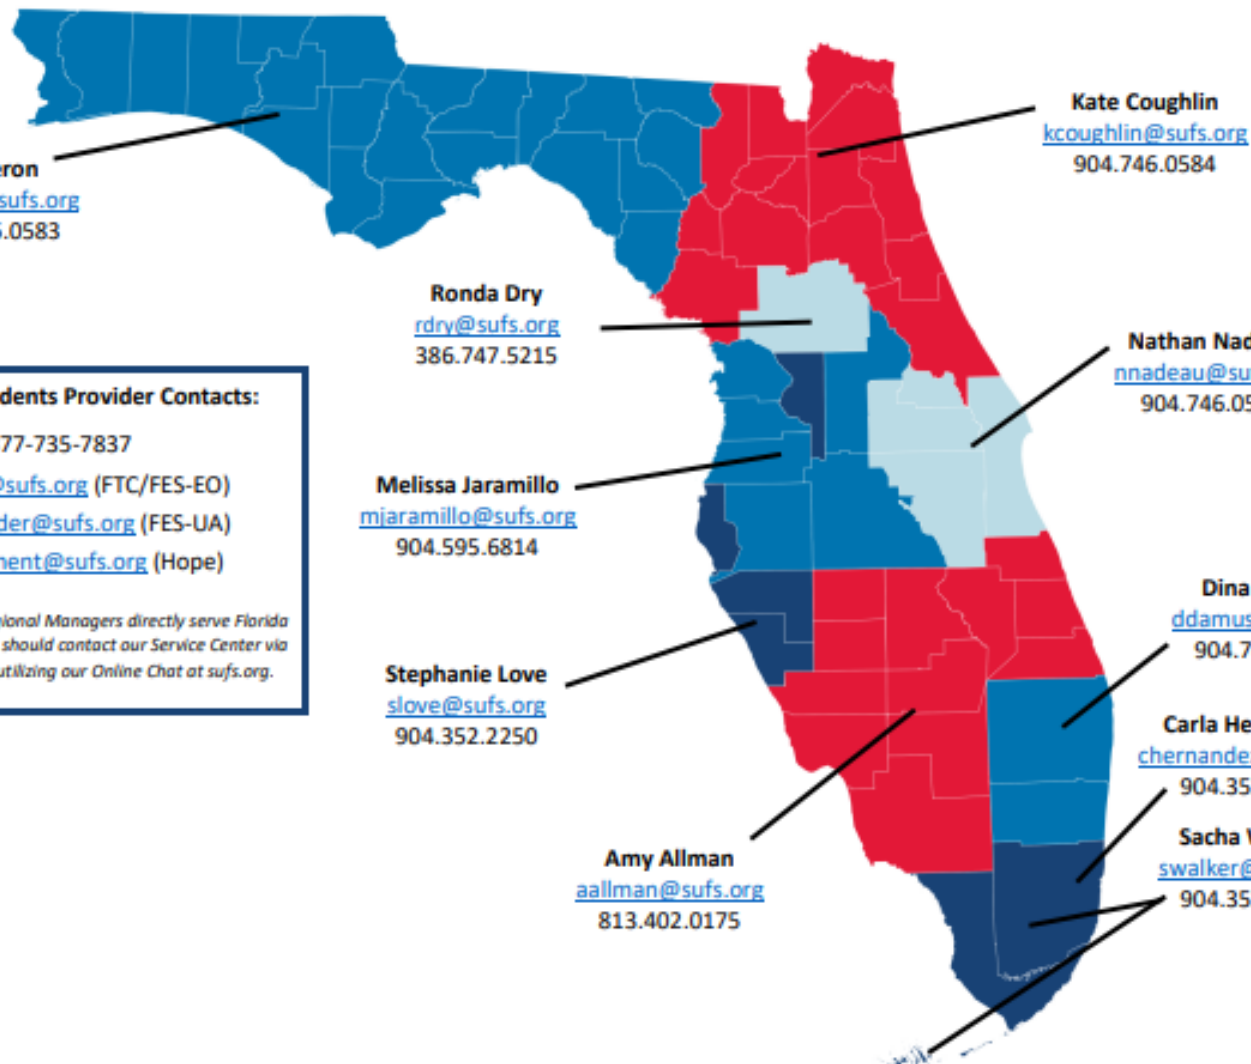 Kate Coughlin
kcoughlin@sufs.org
904.746.0584
eron
sufs.org
.0583
Ronda Dry
rdry@sufs.org
386.747.5215
Nathan Nad
nnadeau@su
904.746.05
dents Provider Contacts:
77-735-7837
@sufs.org (FTC/FES-EO)
der@sufs.org (FES-UA)
ment@sufs.org (Hope)
ional Managers directly serve Florida
should contact our Service Center via
utilizing our Online Chat at sufs.org.
Melissa Jaramillo
mjaramillo@sufs.org
904.595.6814
Dina
ddamus
904.7
Stephanie Love
slove@sufs.org
904.352.2250
Carla He
chernande
904.35
Sacha
swalker@
904.35
Amy Allman
aallman@sufs.org
813.402.0175